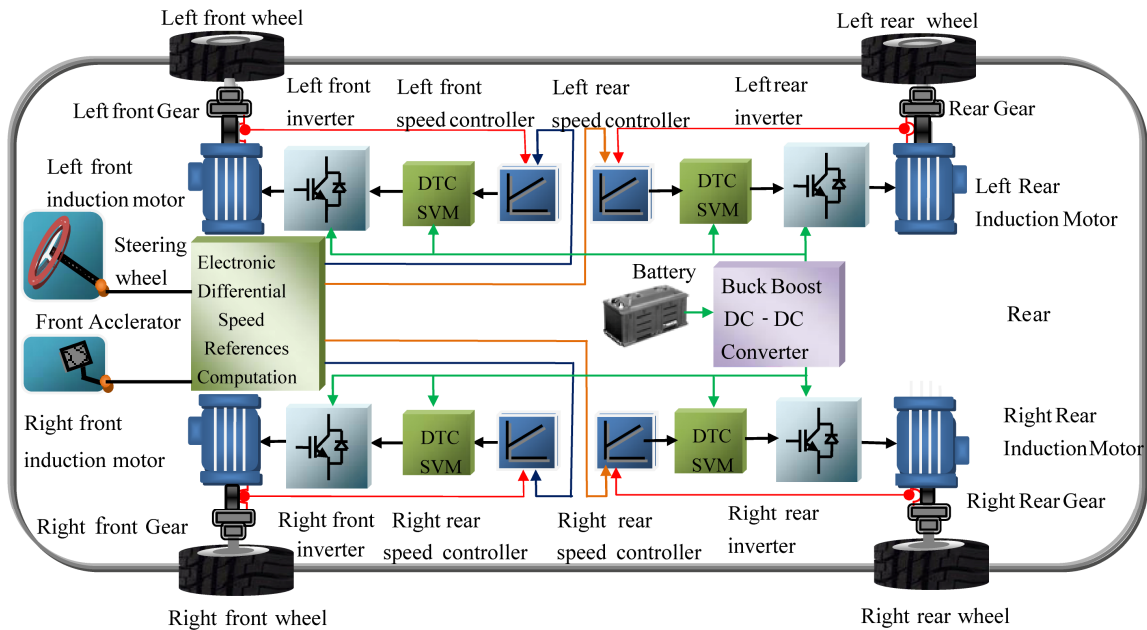 Left front wheel
Left rear wheel
Left front Gear
Left front
inverter
Left front
speed controller
Left rear
speed controller
Left rear
inverter
Rear Gear
Left front
induction motor
DTC
SVM
DTC
SVM
Left Rear
Induction Motor
Steering
wheel
Electronic
Differential
Speed
References
Computation
Battery
Buck Boost
DC - DC
Converter
Rear
Front Acclerator
Right front
induction motor
DTC
SVM
DTC
SVM
Right Rear
Induction Motor
Right front Gear
Right front
inverter
Right rear
speed controller
Right rear
speed controller
Right rear
inverter
Right Rear Gear
Right front wheel
Right rear wheel